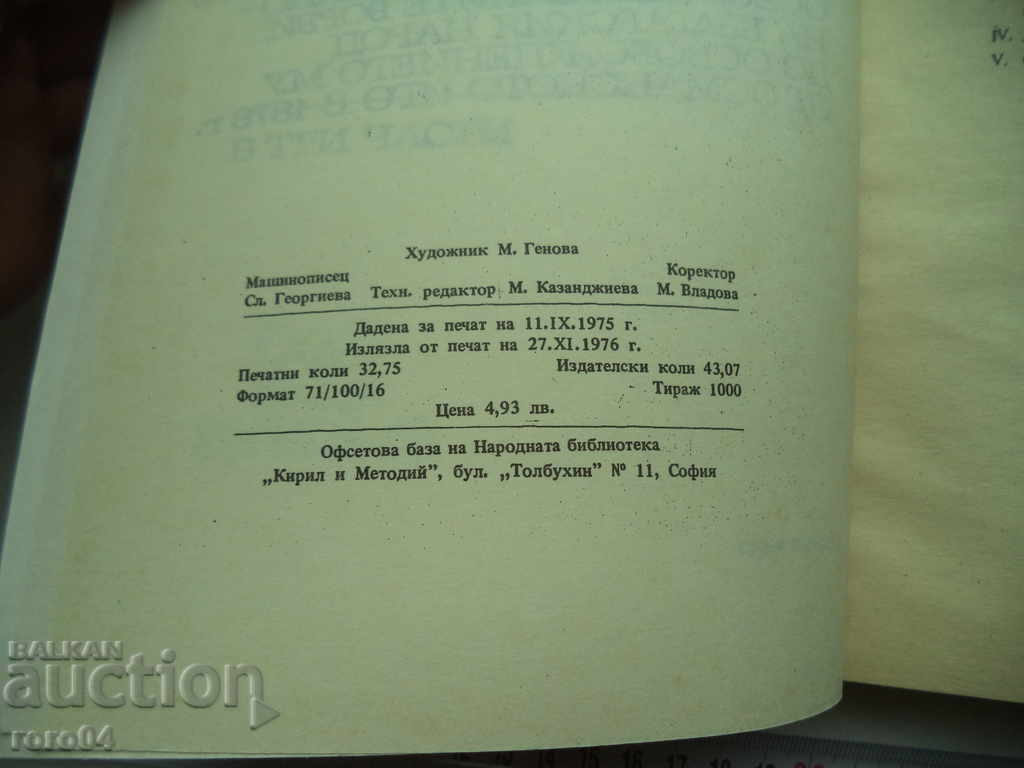 Художник М. Генова
Машинописец Коректор
Сл. Георгиева Техн. редактор М. Казанджиева М. Владова
Дадена за печат на 11.IX.1975 г.
Излязла от печат на 27.XI.1976 г.
Печатни коли 32,75 Издателски коли 43,07
Формат 71/100/16 Тираж 1000
Цена 4,93 лв.
Офсетова база на Народната библиотека
„Кирил и Методий”, бул. „Толбухин” № 11, София
iv.
v.
BALKAN
auction
roro04